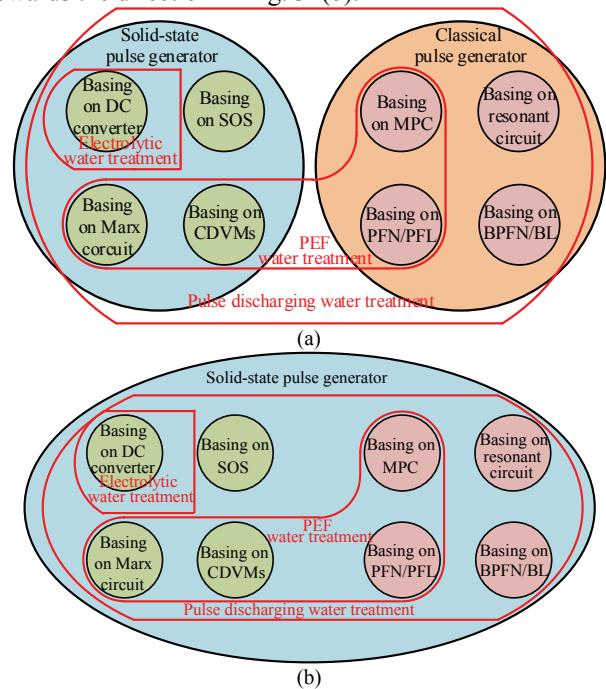 Solid-state
pulse generator
Classical
pulse generator
Basing
on DC
converter
Basing
on SOS
Basing
on MPC
Basing on
resonant
circuit
Electrolytic
water treatment
Basing
on Marx
corcuit
Basing on
CDVMs
Basing on
PFN/PFL
Basing on
BPFN/BL
PEF
water treatment
Pulse discharging water treatment
(a)
Solid-state pulse generator
Basing
on DC
converter
Basing on
SOS
Basing on
MPC
Basing on
resonant
circuit
Electrolytic
water treatment
PEF
water treatment
Basing
on Marx
circuit
Basing on
CDVMs
Basing on
PFN/PFL
Basing on
BPFN/BL
Pulse discharging water treatment
(b)